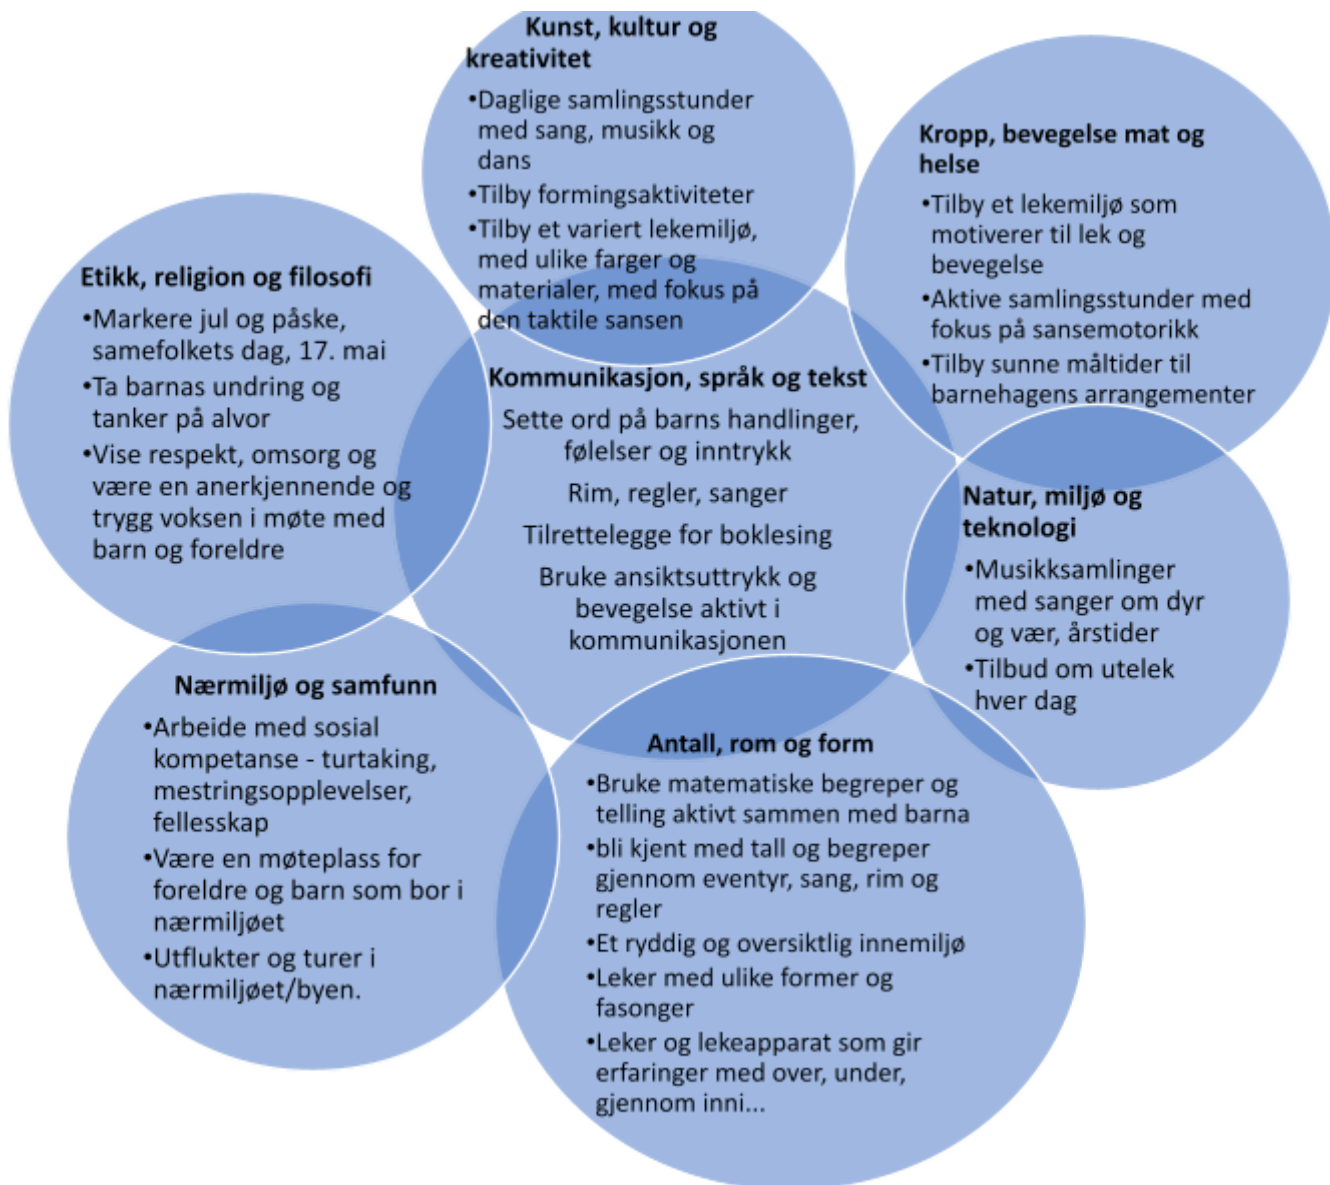 Kunst, kultur og
kreativitet
•Daglige samlingsstunder
med sang, musikk og
dans
•Tilby formingsaktiviteter
•Tilby et variert lekemiljø,
med ulike farger og
materialer, med fokus på
den taktile sansen
Kropp, bevegelse mat og
helse
•Tilby et lekemiljø som
motiverer til lek og
bevegelse
•Aktive samlingsstunder med
fokus på sansemotorikk
•Tilby sunne måltider til
barnehagens arrangementer
Etikk, religion og filosofi
•Markere jul og påske,
samefolkets dag, 17. mai
•Ta barnas undring og
tanker på alvor
•Vise respekt, omsorg og
være en anerkjennende og
trygg voksen i møte med
barn og foreldre
Kommunikasjon, språk og tekst
Sette ord på barns handlinger,
følelser og inntrykk
Rim, regler, sanger
Tilrettelegge for boklesing
Bruke ansiktsuttrykk og
bevegelse aktivt i
kommunikasjonen
Natur, miljø og
teknologi
•Musikksamlinger
med sanger om dyr
og vær, årstider
•Tilbud om utelek
hver dag
Nærmiljø og samfunn
•Arbeide med sosial
kompetanse - turtaking,
mestringsopplevelser,
fellesskap
•Være en møteplass for
foreldre og barn som bor i
nærmiljøet
•Utflukter og turer i
nærmiljøet/byen.
Antall, rom og form
•Bruke matematiske begreper og
telling aktivt sammen med barna
•bli kjent med tall og begreper
gjennom eventyr, sang, rim og
regler
•Et ryddig og oversiktlig innemiljø
•Leker med ulike former og
fasonger
•Leker og lekeapparat som gir
erfaringer med over, under,
gjennom inni...